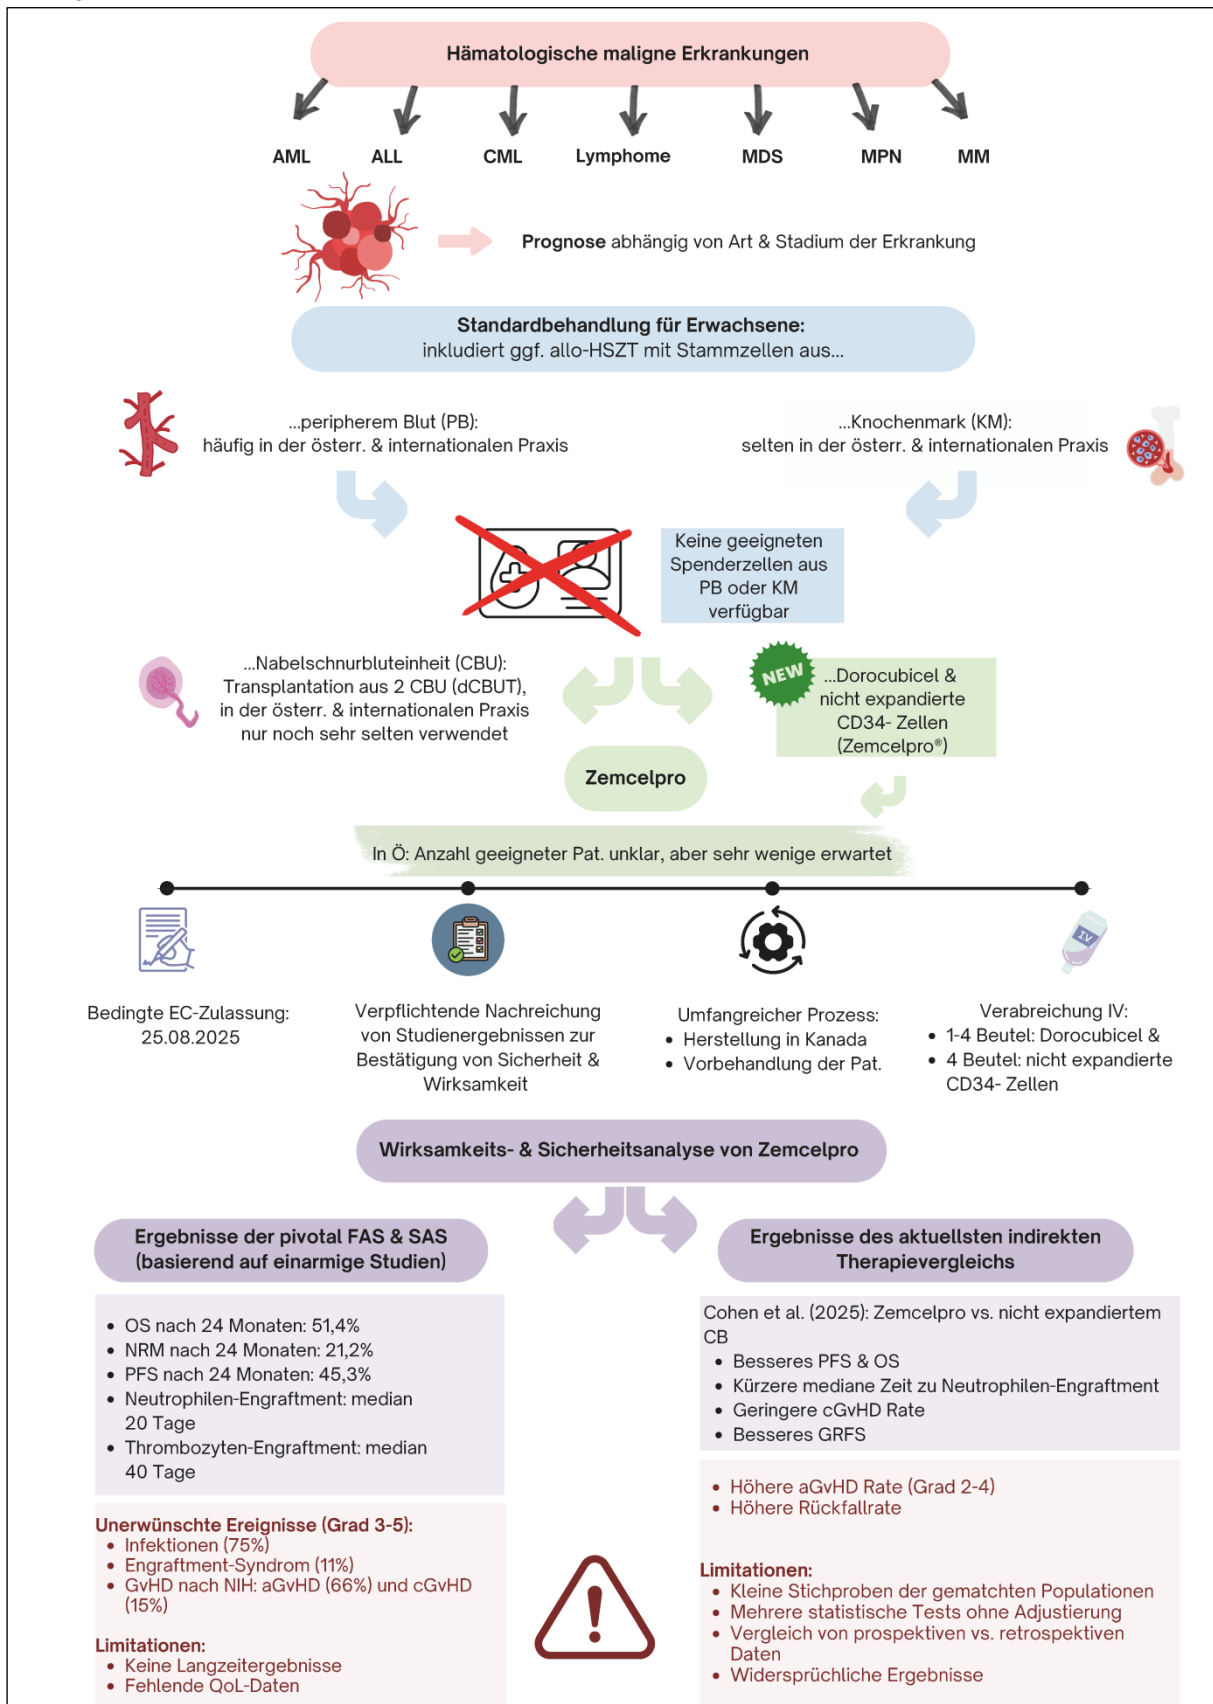 Hämatologische maligne Erkrankungen
AML
ALL
CML
Lymphome
MDS
MPN
MM
Prognose abhängig von Art & Stadium der Erkrankung
Standardbehandlung für Erwachsene:
inkludiert ggf. allo-HSZT mit Stammzellen aus...
...peripherem Blut (PB):
häufig in der österr. & internationalen Praxis
...Knochenmark (KM):
selten in der österr. & internationalen Praxis
Keine geeigneten
Spenderzellen aus
PB oder KM
verfügbar
...Nabelschnurbluteinheit (CBU):
Transplantation aus 2 CBU (dCBUT),
in der österr. & internationalen Praxis
nur noch sehr selten verwendet
NEW
...Dorocubicel &
nicht expandierte
CD34- Zellen
(Zemcelpro®)
Zemcelpro
In Ö: Anzahl geeigneter Pat. unklar, aber sehr wenige erwartet
IV
Bedingte EC-Zulassung:
25.08.2025
Verpflichtende Nachreichung
von Studienergebnissen zur
Bestätigung von Sicherheit &
Wirksamkeit
Umfangreicher Prozess:
• Herstellung in Kanada
• Vorbehandlung der Pat.
Verabreichung IV:
• 1-4 Beutel: Dorocubicel &
• 4 Beutel: nicht expandierte
CD34- Zellen
Wirksamkeits- & Sicherheitsanalyse von Zemcelpro
Ergebnisse der pivotal FAS & SAS
(basierend auf einarmige Studien)
• OS nach 24 Monaten: 51,4%
• NRM nach 24 Monaten: 21,2%
• PFS nach 24 Monaten: 45,3%
• Neutrophilen-Engraftment: median
20 Tage
• Thrombozyten-Engraftment: median
40 Tage
Unerwünschte Ereignisse (Grad 3-5):
• Infektionen (75%)
• Engraftment-Syndrom (11%)
• GvHD nach NIH: aGvHD (66%) und cGvHD
(15%)
Limitationen:
• Keine Langzeitergebnisse
• Fehlende QoL-Daten
Ergebnisse des aktuellsten indirekten
Therapievergleichs
Cohen et al. (2025): Zemcelpro vs. nicht expandiertem
CB
• Besseres PFS & OS
• Kürzere mediane Zeit zu Neutrophilen-Engraftment
• Geringere cGvHD Rate
• Besseres GRFS
• Höhere aGvHD Rate (Grad 2-4)
• Höhere Rückfallrate
Limitationen:
• Kleine Stichproben der gematchten Populationen
• Mehrere statistische Tests ohne Adjustierung
• Vergleich von prospektiven vs. retrospektiven
Daten
• Widersprüchliche Ergebnisse